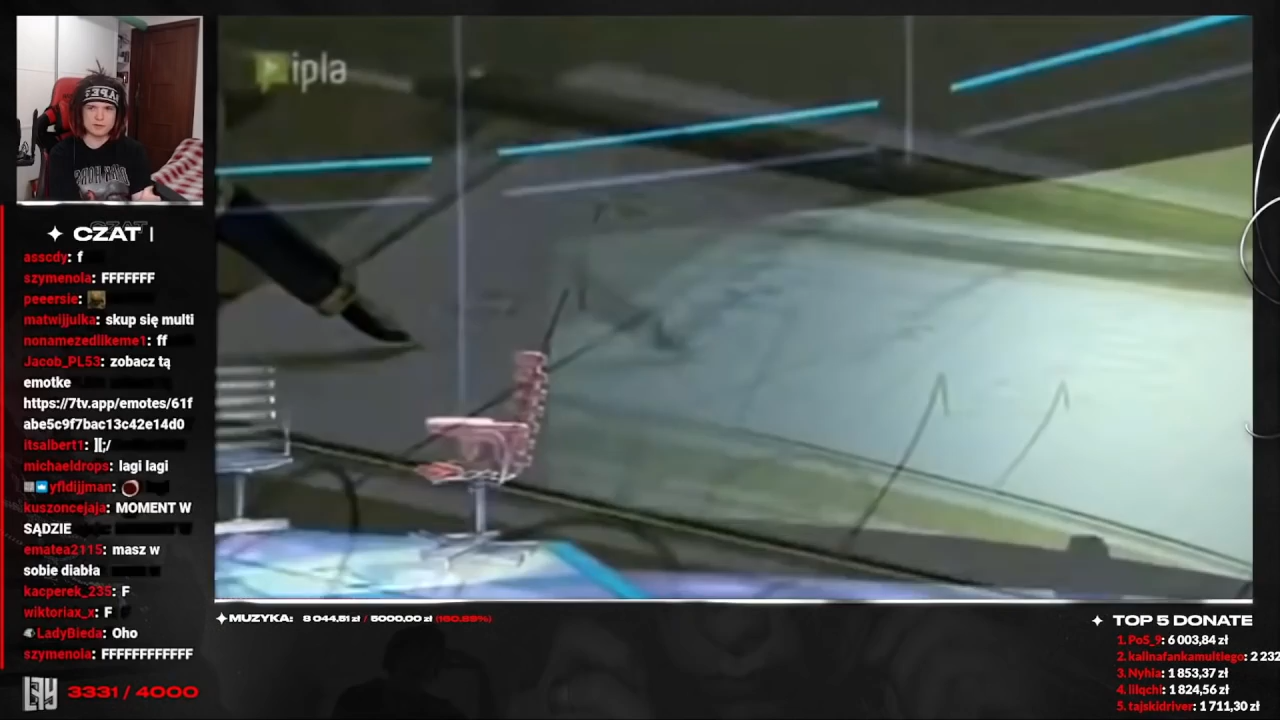 ipla
CZAT |
asscdy: f
szymenola: FFFFFFF
peeersie:
matwijjulka: skup się multi
nonamezedlikeme1: ff
Jacob_PL53: zobacz tą
emotke
https://7tv.app/emotes/61f
abe5c9f7bac13c42e14d0
itsalbert1: ][;/
michaeldrops: lagi lagi
yfldijjman:
kuszoncejaja: MOMENT W
SĄDZIE
ematea2115: masz w
sobie diabła
kacperek_235: F
wiktoriax_x: F
LadyBieda: Oho
szymenola: FFFFFFFFFFFF
3331 / 4000
MUZYKA: 8 044,51 zł / 5000,00 zł (160.89%)
TOP 5 DONATE
1. PoS_9: 6 003,84 zł
2. kalinafankamultiego: 2 232
3. Nyhia: 1 853,37 zł
4. lilqchi: 1 824,56 zł
5. tajskidriver: 1 711,30 zł